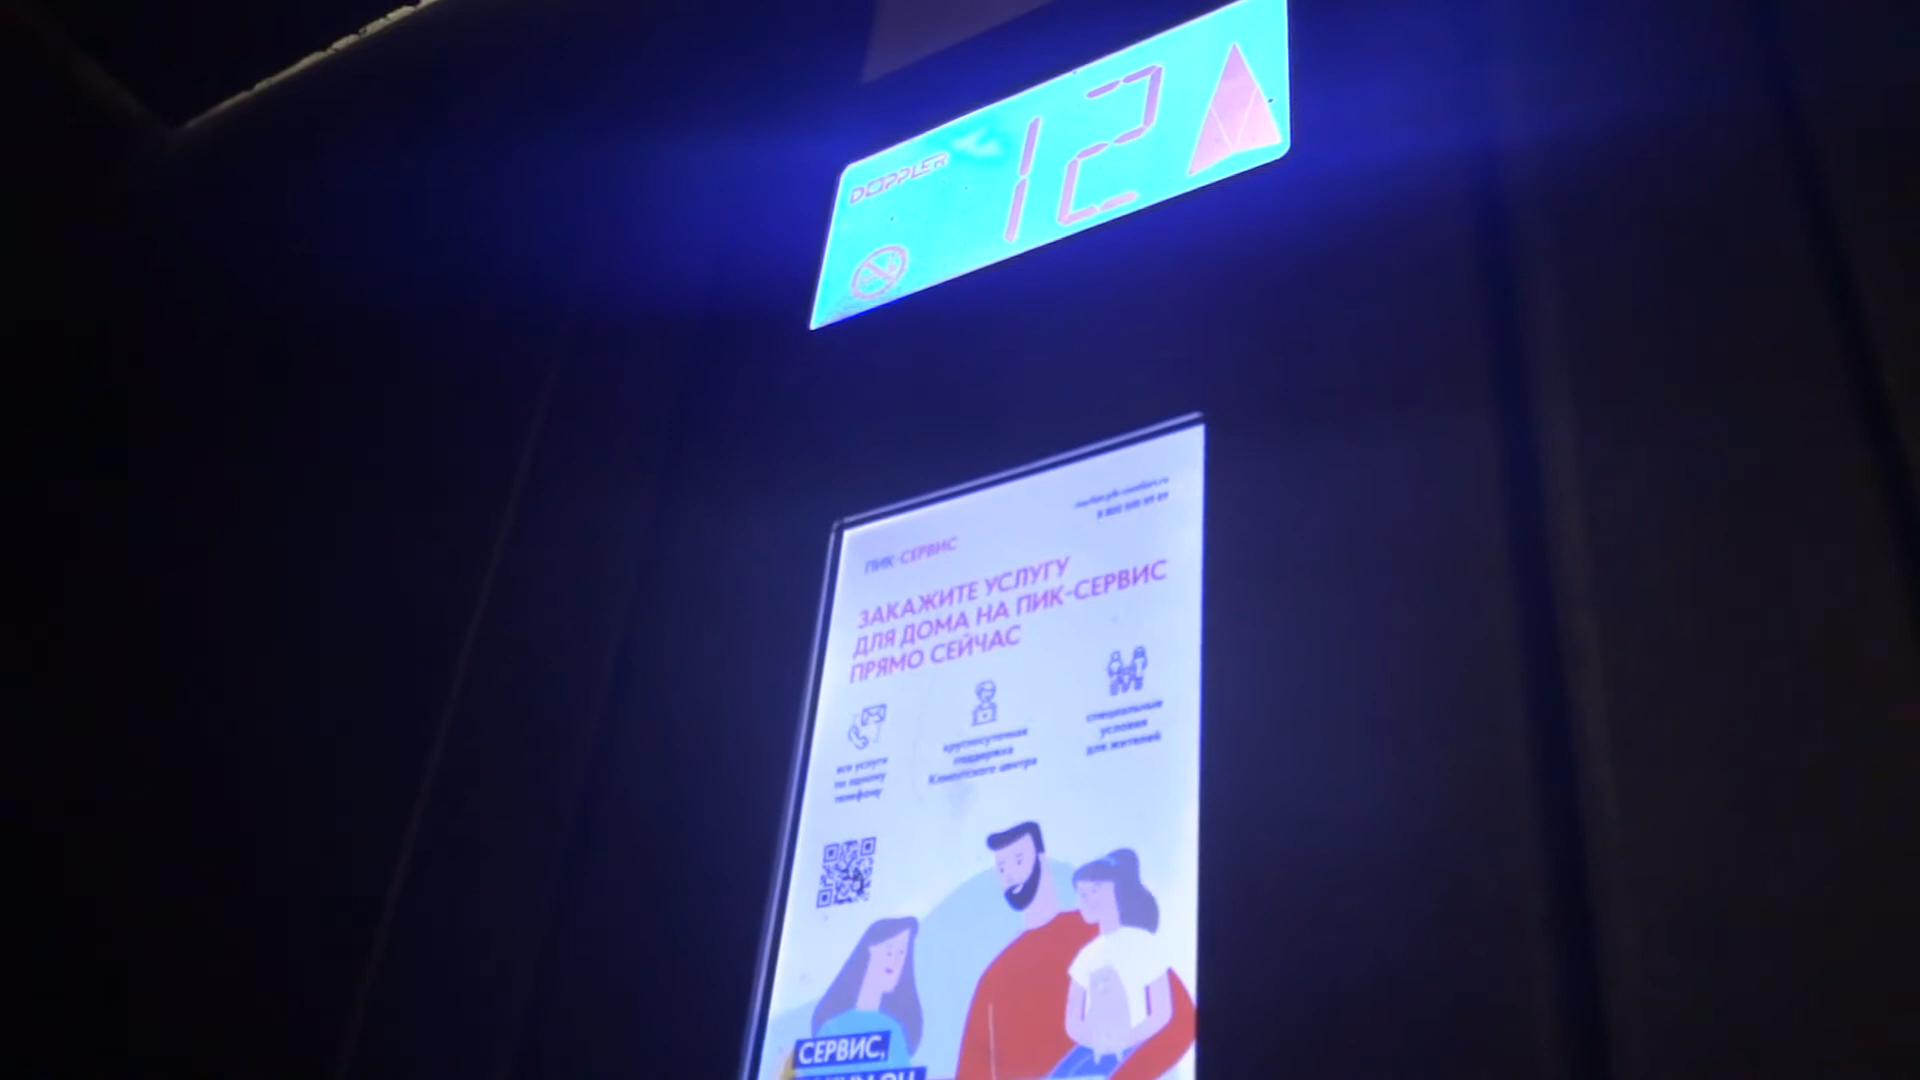 DOPPLER
12
ПИК-СЕРВИС
ЗАКАЖИТЕ УСЛУГУ
ДЛЯ ДОМА НА ПИК-СЕРВИС
ПРЯМО СЕЙЧАС
все услуги
по одному
телефону
круглосуточная
поддержка
Клиентского центра
специальные
условия
для жителей
СЕРВИС,